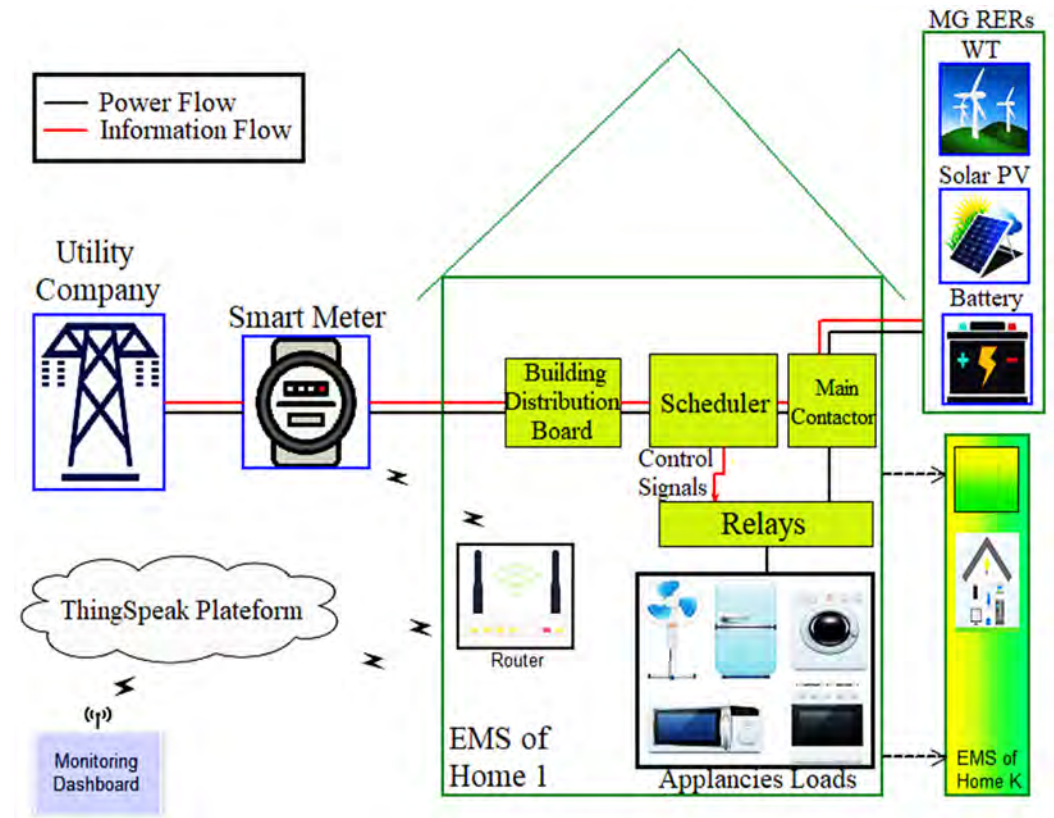 MG RERs
WT
Power Flow
Information Flow
Solar PV
Utility
Company
Smart Meter
Battery
Building
Distribution
Board
Scheduler
Main
Contactor
Control
Signals
Relays
ThingSpeak Plateform
Router
Monitoring
Dashboard
EMS of
Home 1
Applancies Loads
EMS of
Home K